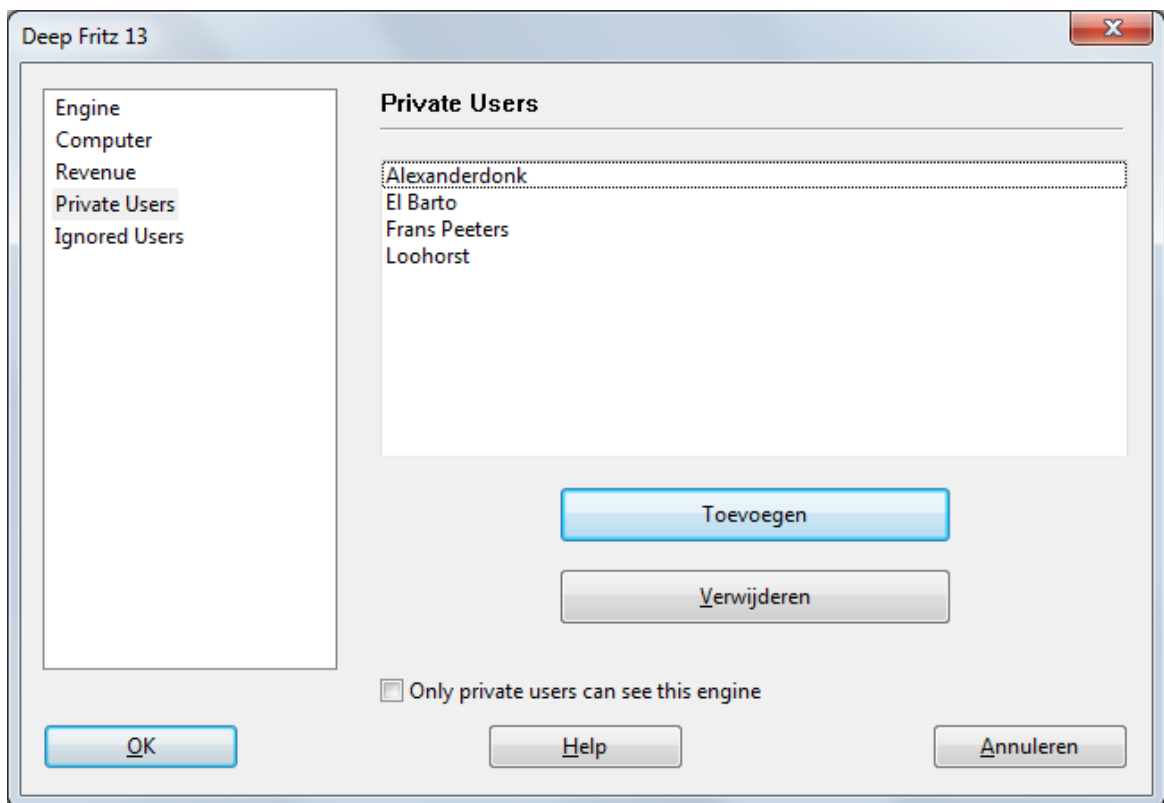 Deep Fritz 13
Engine
Computer
Revenue
Private Users
Ignored Users
Private Users
Alexanderdonk
El Barto
Frans Peeters
Loohorst
Toevoegen
Verwijderen
Only private users can see this engine
OK
Help
Annuleren